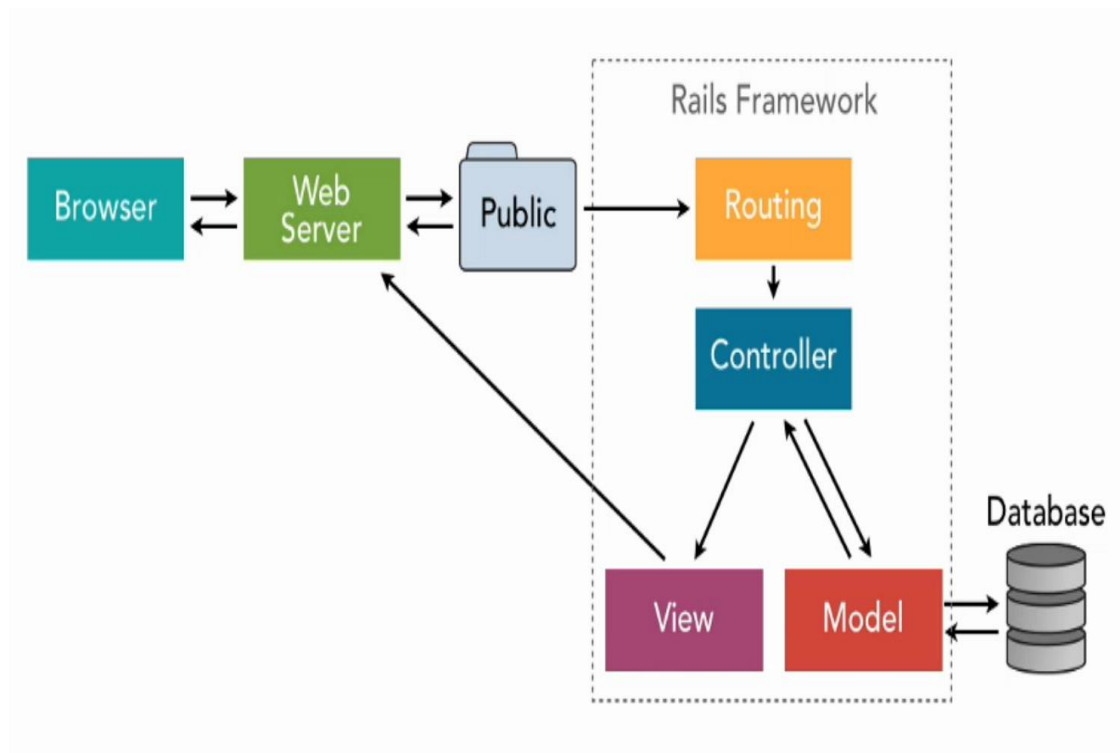 Rails Framework
Browser
Web
Server
Public
Routing
Controller
Database
View
Model